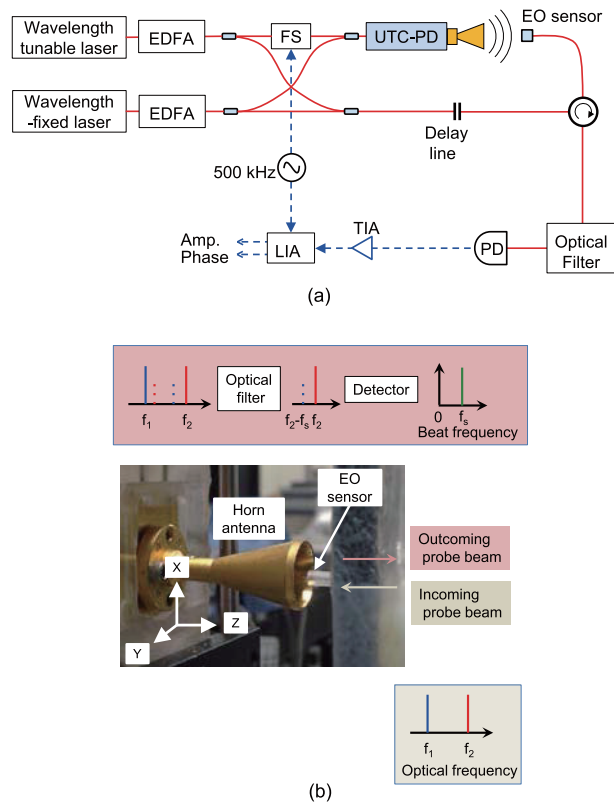 Wavelength
tunable laser
EDFA
FS
UTC-PD
EO sensor
Wavelength
-fixed laser
EDFA
Delay
line
500 kHz
Amp.
Phase
LIA
TIA
PD
Optical
Filter
(a)
f1
f2
Optical
filter
f2-fs f2
Detector
0
fs
Beat frequency
EO
sensor
Horn
antenna
X
Y
Z
Outcoming
probe beam
Incoming
probe beam
f1
f2
Optical frequency
(b)